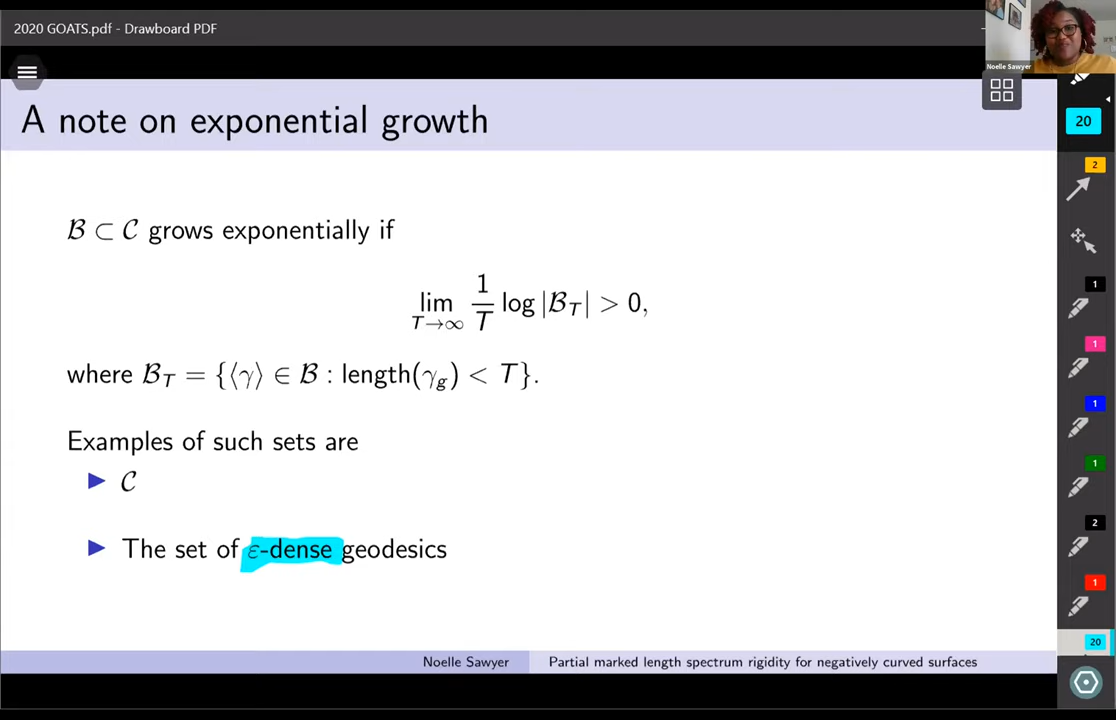 2020 GOATS.pdf - Drawboard PDF
Noelle Sawyer
A note on exponential growth
ℬ ⊂ 𝒞 grows exponentially if
lim_{T→∞} 1/T log |ℬ_T| > 0,
where ℬ_T = {⟨γ⟩ ∈ ℬ : length(γ_g) < T}.
Examples of such sets are
▶ 𝒞
▶ The set of ε-dense geodesics
Noelle Sawyer Partial marked length spectrum rigidity for negatively curved surfaces
20
2
1
1
1
1
2
1
20